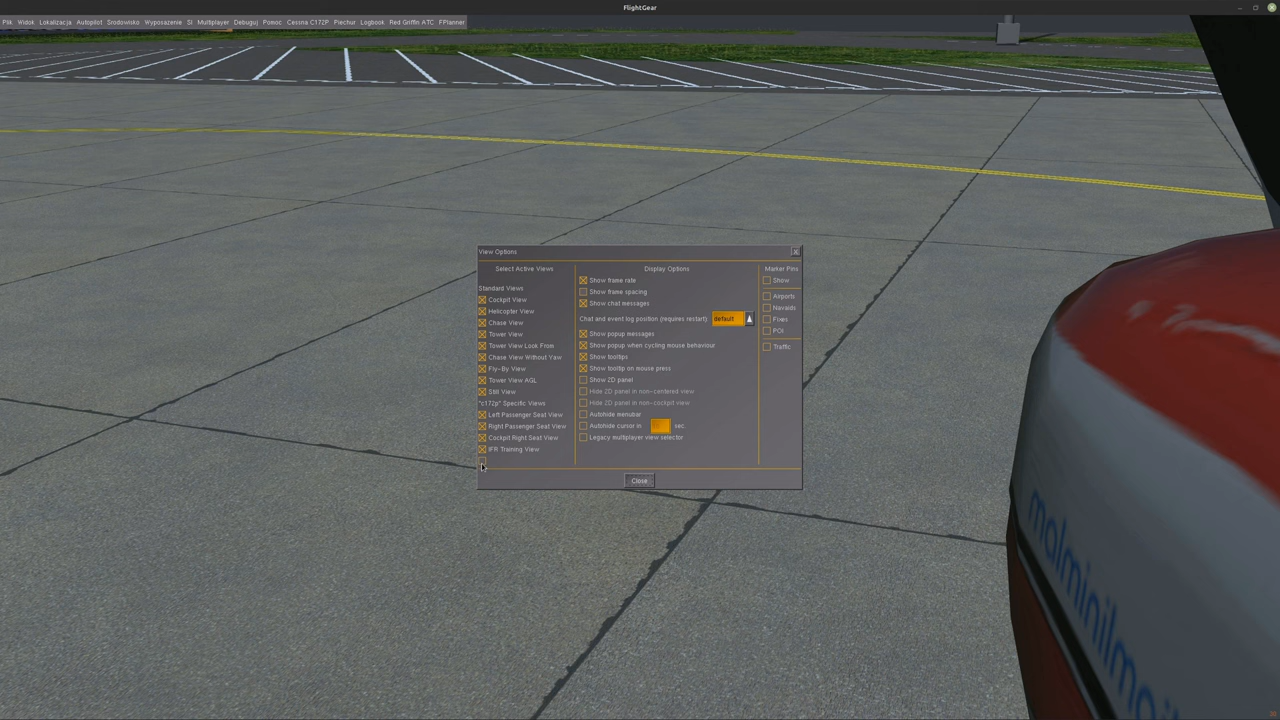 FlightGear
Plik Widok Lokalizacja Autopilot Środowisko Wyposażenie SI Multiplayer Debuguj Pomoc Cessna C172P Piechur Logbook Red Griffin ATC FPlanner
View Options
Select Active Views
Standard Views
Cockpit View
Helicopter View
Chase View
Tower View
Tower View Look From
Chase View Without Yaw
Fly-By View
Tower View AGL
Still View
"c172p" Specific Views
Left Passenger Seat View
Right Passenger Seat View
Cockpit Right Seat View
IFR Training View
Display Options
Show frame rate
Show frame spacing
Show chat messages
Chat and event log position (requires restart): default
Show popup messages
Show popup when cycling mouse behaviour
Show tooltips
Show tooltip on mouse press
Show 2D panel
Hide 2D panel in non-centered view
Hide 2D panel in non-cockpit view
Autohide menubar
Autohide cursor in sec.
Legacy multiplayer view selector
Marker Pins
Show
Airports
Navaids
Fixes
POI
Traffic
Close